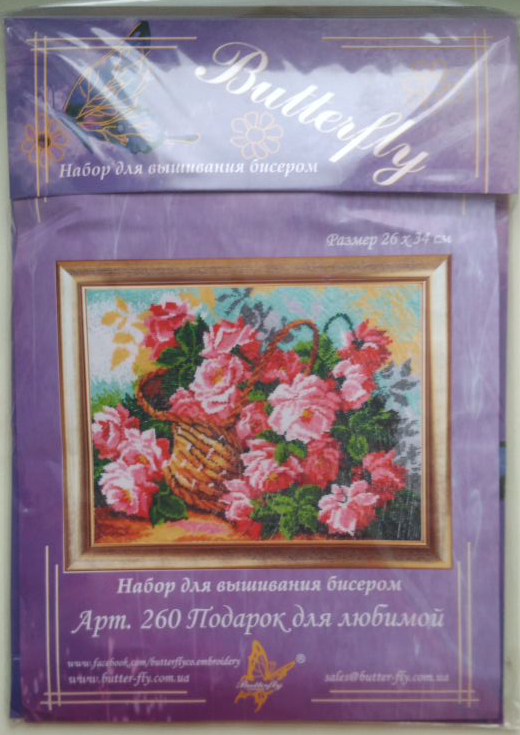 Butterfly
Набор для вышивания бисером
Размер 26 х 34 см
Набор для вышивания бисером
Арт. 260 Подарок для любимой
www.facebook.com/butterflyco.embroidery
www.butter-fly.com.ua
Butterfly
®
sales@butter-fly.com.ua